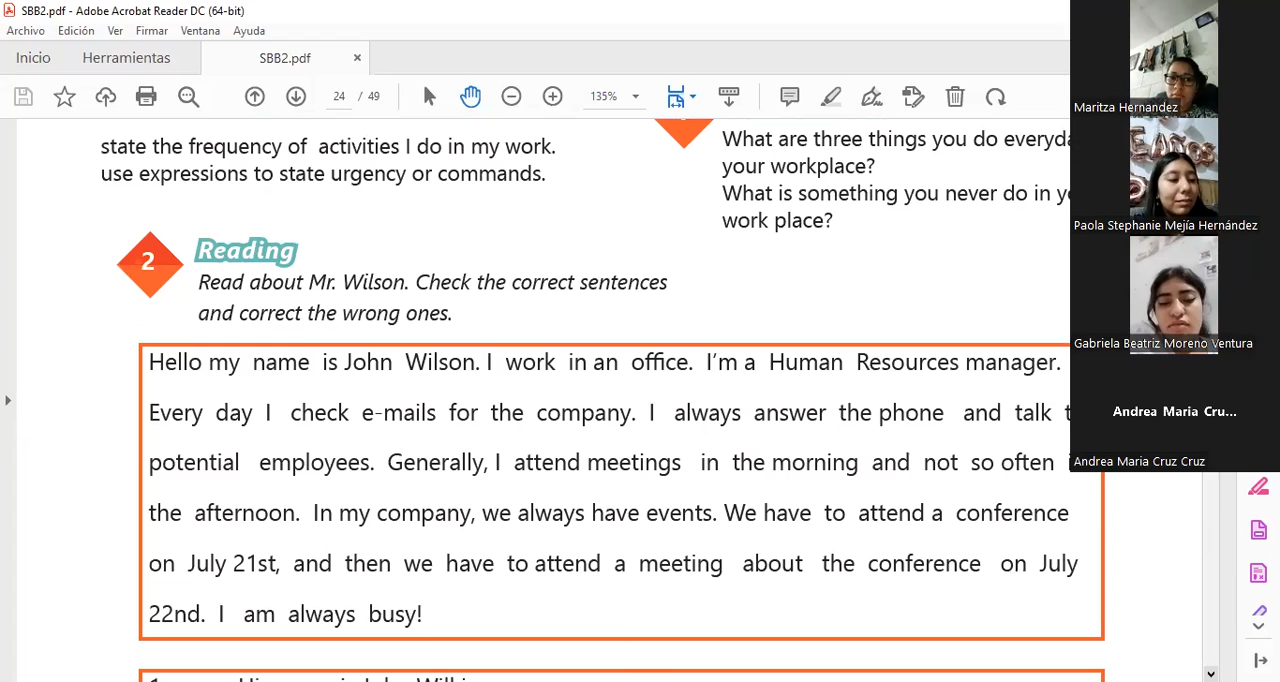 SBB2.pdf - Adobe Acrobat Reader DC (64-bit)
Archivo Edición Ver Firmar Ventana Ayuda
Inicio Herramientas SBB2.pdf ×
24 / 49 135%
state the frequency of activities I do in my work.
use expressions to state urgency or commands.
What are three things you do everyda
your workplace?
What is something you never do in yo
work place?
2
Reading
Read about Mr. Wilson. Check the correct sentences
and correct the wrong ones.
Hello my name is John Wilson. I work in an office. I'm a Human Resources manager.
Every day I check e-mails for the company. I always answer the phone and talk t
potential employees. Generally, I attend meetings in the morning and not so often
the afternoon. In my company, we always have events. We have to attend a conference
on July 21st, and then we have to attend a meeting about the conference on July
22nd. I am always busy!
Maritza Hernandez
Paola Stephanie Mejía Hernández
Gabriela Beatriz Moreno Ventura
Andrea Maria Cru...
Andrea Maria Cruz Cruz